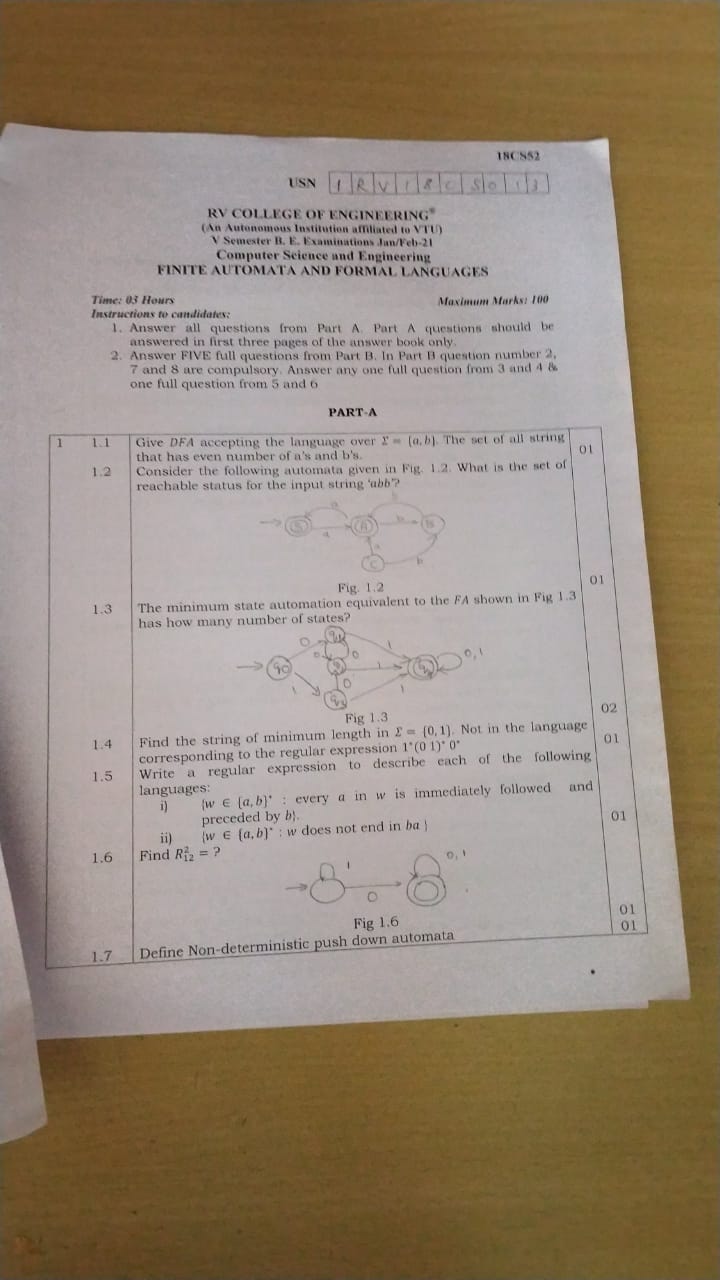 18CS52
USN 1RV18CS013
RV COLLEGE OF ENGINEERING®
(An Autonomous Institution affiliated to VTU)
V Semester B. E. Examinations Jan/Feb-21
Computer Science and Engineering
FINITE AUTOMATA AND FORMAL LANGUAGES
Time: 03 Hours Maximum Marks: 100
Instructions to candidates:
1. Answer all questions from Part A. Part A questions should be
answered in first three pages of the answer book only.
2. Answer FIVE full questions from Part B. In Part B question number 2,
7 and 8 are compulsory. Answer any one full question from 3 and 4 &
one full question from 5 and 6
PART-A
1 1.1 Give DFA accepting the language over Σ = {a, b}. The set of all string
that has even number of a's and b's. 01
1.2 Consider the following automata given in Fig. 1.2. What is the set of
reachable status for the input string 'abb'?
a b
S a A b B
a
C b
Fig. 1.2 01
1.3 The minimum state automation equivalent to the FA shown in Fig 1.3
has how many number of states?
0 1
q0 0 0 1 0, 1
1 0 1
Fig 1.3 02
1.4 Find the string of minimum length in Σ = {0, 1}. Not in the language
corresponding to the regular expression 1*(0 1)* 0* 01
1.5 Write a regular expression to describe each of the following
languages:
i) {w ∈ {a, b}* : every a in w is immediately followed and
preceded by b}.
ii) {w ∈ {a, b}* : w does not end in ba } 01
1.6 Find R²₁₂ = ?
1 0, 1
0
Fig 1.6 01
1.7 Define Non-deterministic push down automata 01